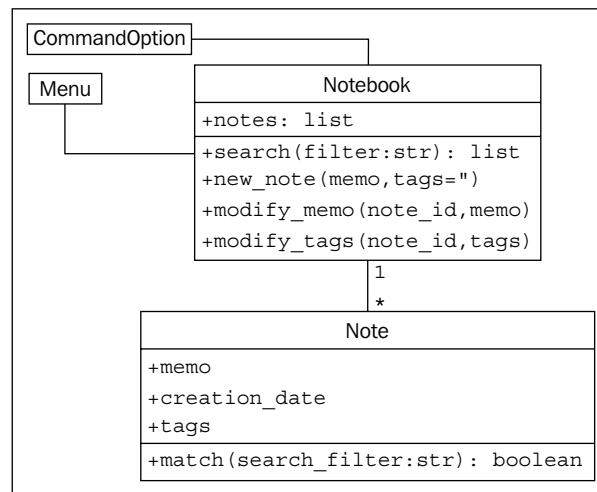 CommandOption
Menu
Notebook
+notes: list
+search(filter:str): list
+new_note(memo,tags=")
+modify_memo(note_id,memo)
+modify_tags(note_id,tags)
1
*
Note
+memo
+creation_date
+tags
+match(search_filter:str): boolean